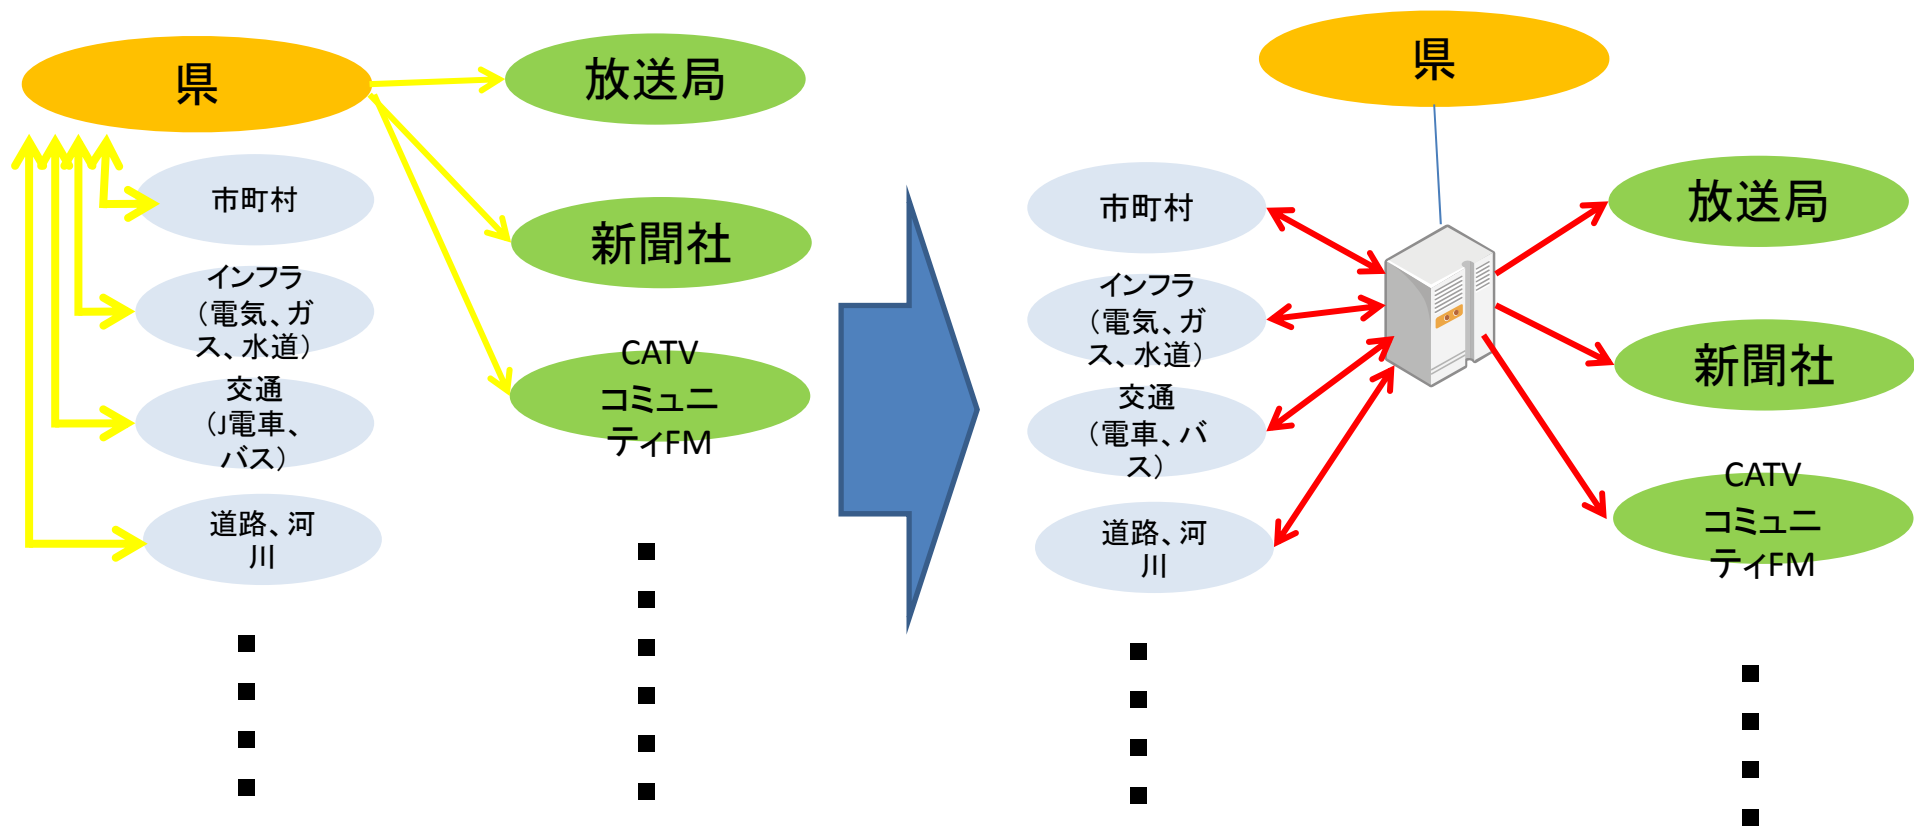 県
放送局
市町村
新聞社
インフラ
（電気、ガ
ス、水道）
CATV
コミュニ
ティFM
交通
（J電車、
バス）
道路、河
川
県
市町村
放送局
インフラ
（電気、ガ
ス、水道）
新聞社
交通
（電車、バ
ス）
CATV
コミュニ
ティFM
道路、河
川